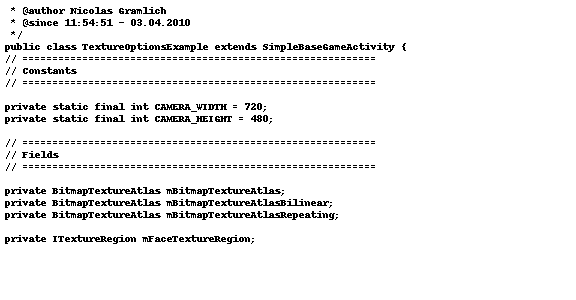 * @author Nicolas Gramlich
* @since 11:54:51 - 03.04.2010
*/
public class TextureOptionsExample extends SimpleBaseGameActivity {
// ===========================================================
// Constants
// ===========================================================
private static final int CAMERA_WIDTH = 720;
private static final int CAMERA_HEIGHT = 480;
// ===========================================================
// Fields
// ===========================================================
private BitmapTextureAtlas mBitmapTextureAtlas;
private BitmapTextureAtlas mBitmapTextureAtlasBilinear;
private BitmapTextureAtlas mBitmapTextureAtlasRepeating;
private ITextureRegion mFaceTextureRegion;